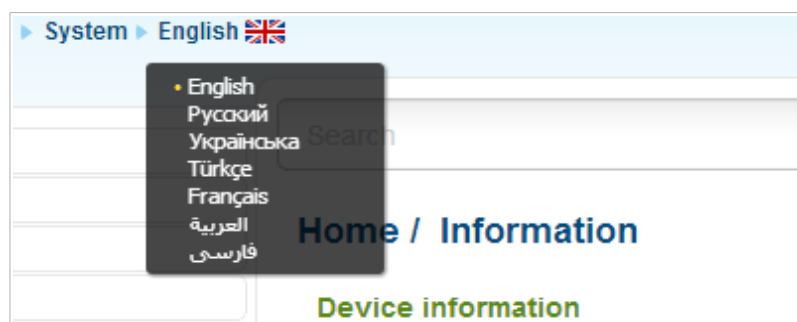 System English
• English
Русский
Українська
Türkçe
Français
العربية
فارسی
Search
Home / Information
Device information